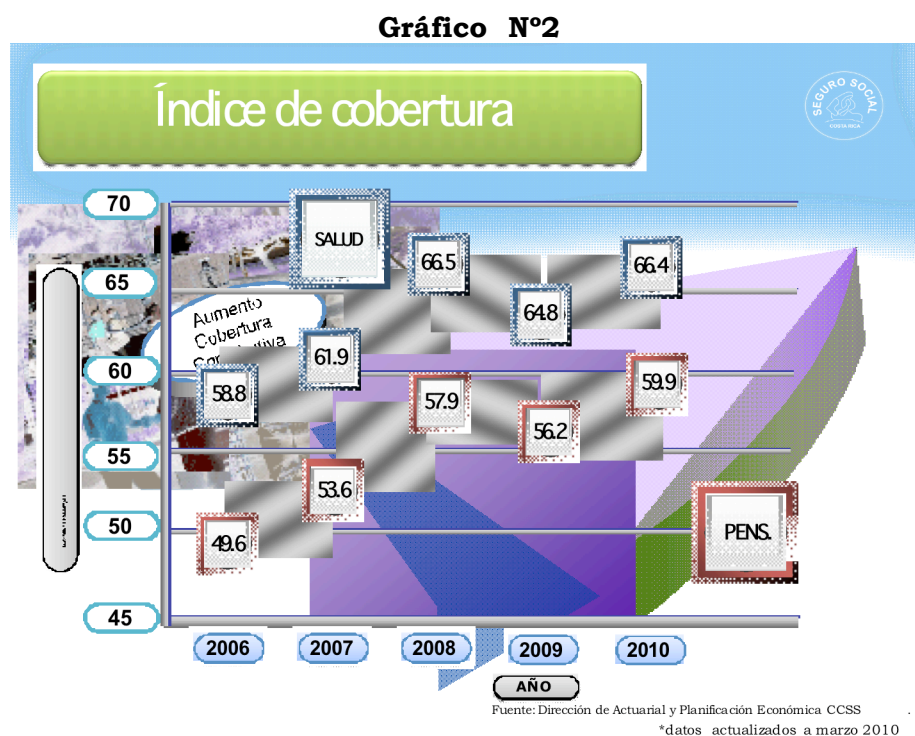 Gráfico Nº2
Índice de cobertura
SEGURO SOCIAL
COSTA RICA
70
SALUD
66.5
66.4
65
64.8
Aumento
Cobertura
61.9
60
59.9
58.8
57.9
56.2
55
53.6
50
PENS.
49.6
45
2006 2007 2008 2009 2010
AÑO
Fuente: Dirección de Actuarial y Planificación Económica CCSS .
*datos actualizados a marzo 2010